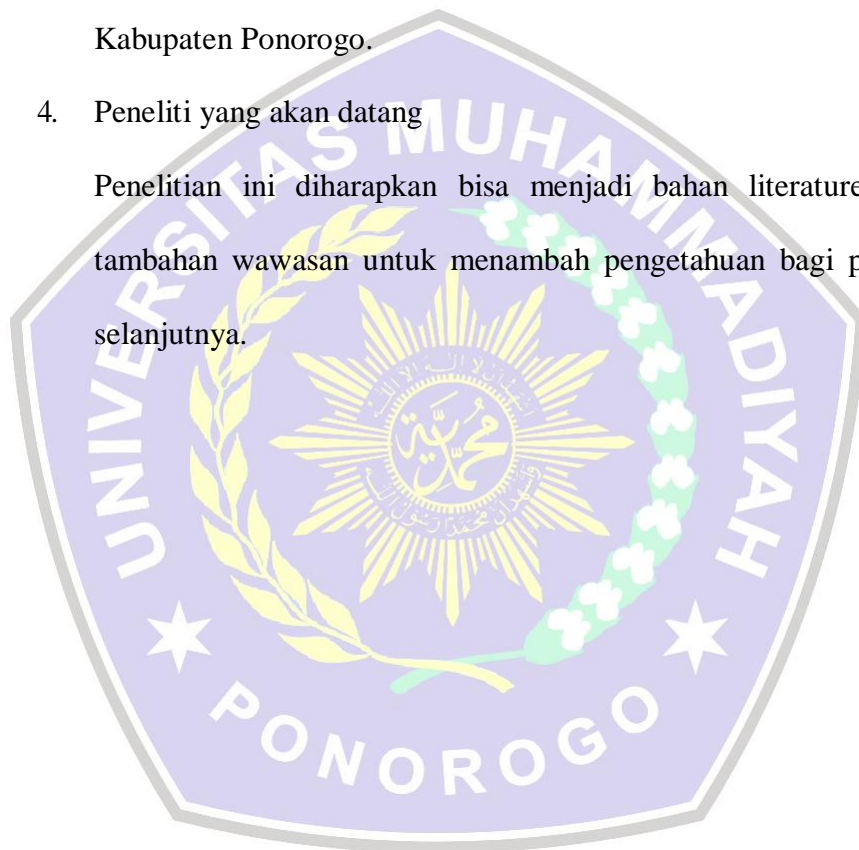 Kabupaten Ponorogo.
4. Peneliti yang akan datang
Penelitian ini diharapkan bisa menjadi bahan literature
tambahan wawasan untuk menambah pengetahuan bagi p
selanjutnya.
UNIVERSITAS MUHAMMADIYAH
PONOROGO